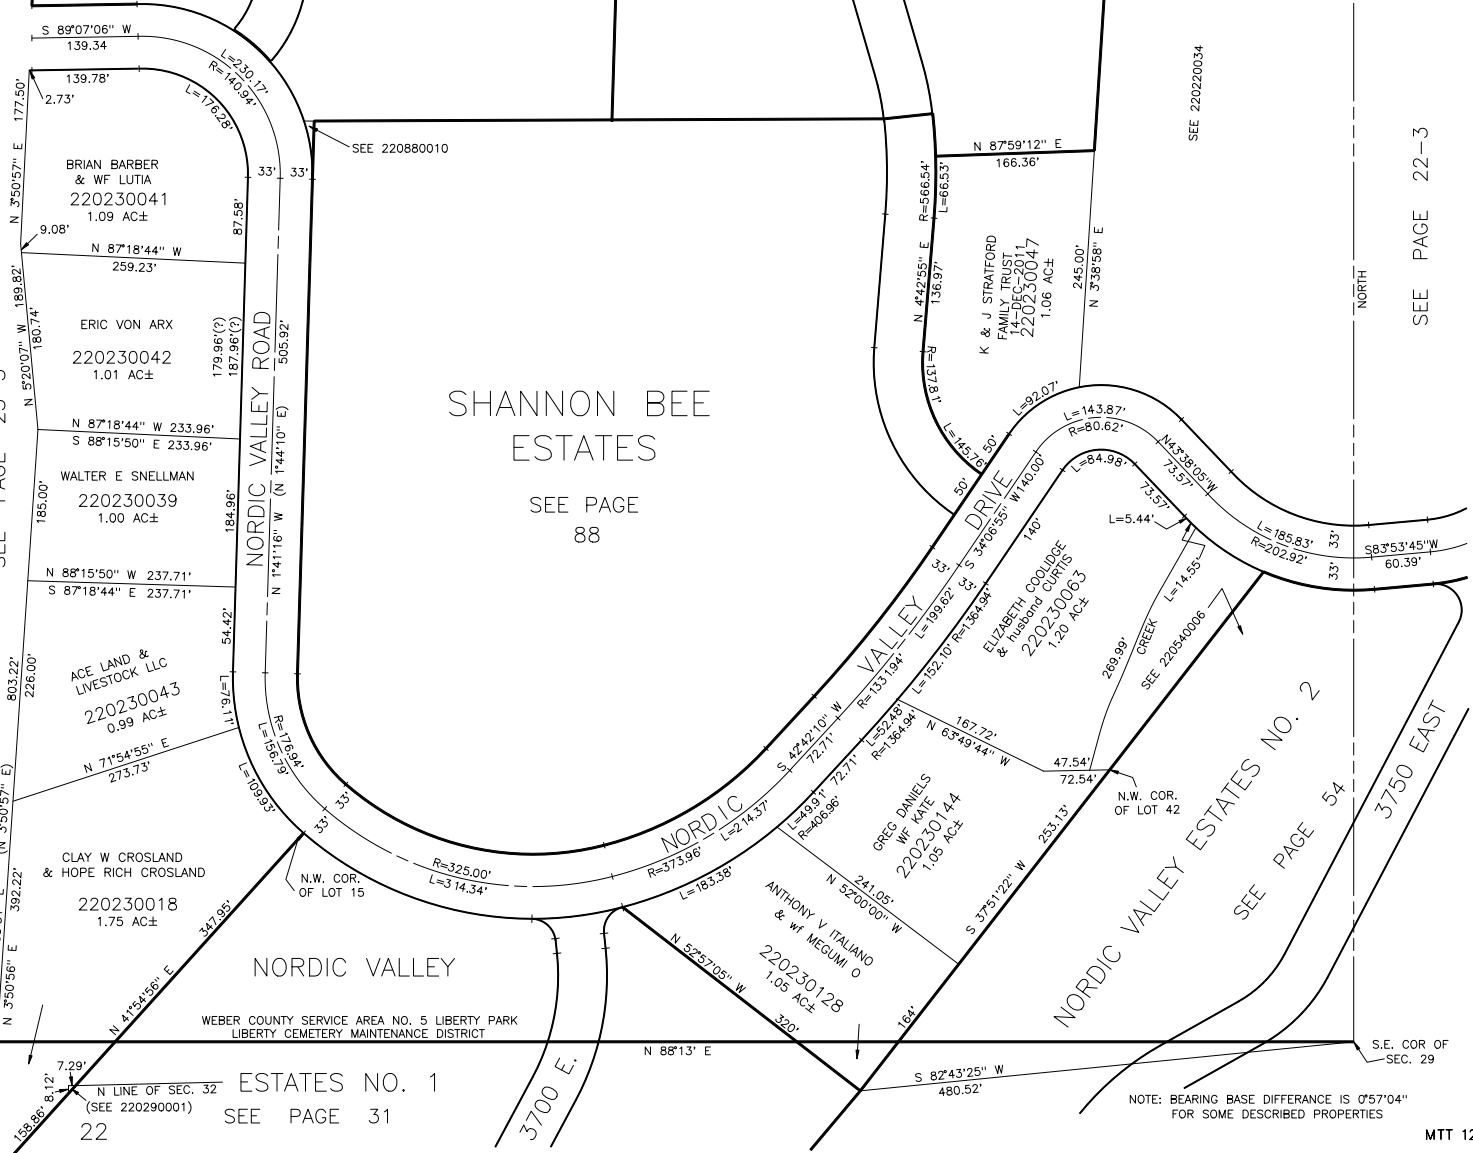 S 89°07'06" W
139.34
139.78'
2.73'
N 3°50'57" E 177.50'
L=230.17'
R=140.94'
L=176.28'
SEE 220880010
33' 33'
BRIAN BARBER
& WF LUTIA
220230041
1.09 AC±
87.58'
9.08'
N 87°18'44" W
259.23'
189.82'
N 5°20'07" W
180.74'
ERIC VON ARX
220230042
1.01 AC±
179.96'(?)
187.96'(?)
NORDIC VALLEY ROAD
505.92'
N 1°41'16" W (N 1°44'10" E)
N 87°18'44" W 233.96'
S 88°15'50" E 233.96'
WALTER E SNELLMAN
220230039
1.00 AC±
185.00'
184.96'
N 88°15'50" W 237.71'
S 87°18'44" E 237.71'
54.42'
803.22'
226.00'
ACE LAND &
LIVESTOCK LLC
220230043
0.99 AC±
L=76.11'
N 71°54'55" E
273.73'
R=176.94'
L=156.79'
L=109.93'
33'
33'
(N 3°50'57" E)
392.22'
N 3°50'56" E
CLAY W CROSLAND
& HOPE RICH CROSLAND
220230018
1.75 AC±
347.95'
N 41°54'56" E
N.W. COR.
OF LOT 15
R=325.00'
L=314.34'
SHANNON BEE
ESTATES
SEE PAGE
88
N 87°59'12" E
166.36'
R=566.54'
L=66.53'
N 4°42'55" E
136.97'
K & J STRATFORD
FAMILY TRUST
14-DEC-2011
220230047
1.06 AC±
245.00'
N 3°38'58" E
SEE 220220034
SEE PAGE 22-3
NORTH
R=137.81'
L=145.76'
L=92.07'
50'
50'
L=143.87'
R=80.62'
L=84.98'
N43°38'05"W
73.57'
73.57'
L=5.44'
L=185.83'
R=202.92'
33'
33'
S83°53'45"W
60.39'
NORDIC VALLEY DRIVE
S 34°06'55" W 140.00'
140'
33'
33'
L=199.62'
R=1331.94'
R=1364.94'
L=152.10'
ELIZABETH COOLIDGE
& husband CURTIS
220230063
1.20 AC±
L=14.55'
CREEK
269.99'
SEE 220540006
S 42°42'10" W
72.71'
72.71'
L=52.48'
R=1364.94'
167.72'
N 63°49'44" W
47.54'
72.54'
N.W. COR.
OF LOT 42
L=49.91'
R=406.96'
L=214.37'
R=373.96'
L=183.38'
GREG DANIELS
WF KATE
220230144
1.05 AC±
253.13'
S 37°51'22" W
241.05'
N 52°00'00" W
ANTHONY V ITALIANO
& wf MEGUMI O
220230128
1.05 AC±
N 52°57'05" W
320'
164'
NORDIC VALLEY ESTATES NO. 2
SEE PAGE 54
3750 EAST
NORDIC VALLEY
WEBER COUNTY SERVICE AREA NO. 5 LIBERTY PARK
LIBERTY CEMETERY MAINTENANCE DISTRICT
N 88°13' E
S.E. COR OF
SEC. 29
S 82°43'25" W
480.52'
7.29'
8.12'
158.86'
N LINE OF SEC. 32
(SEE 220290001)
22
ESTATES NO. 1
SEE PAGE 31
3700 E.
NOTE: BEARING BASE DIFFERANCE IS 0°57'04"
FOR SOME DESCRIBED PROPERTIES
MTT 12